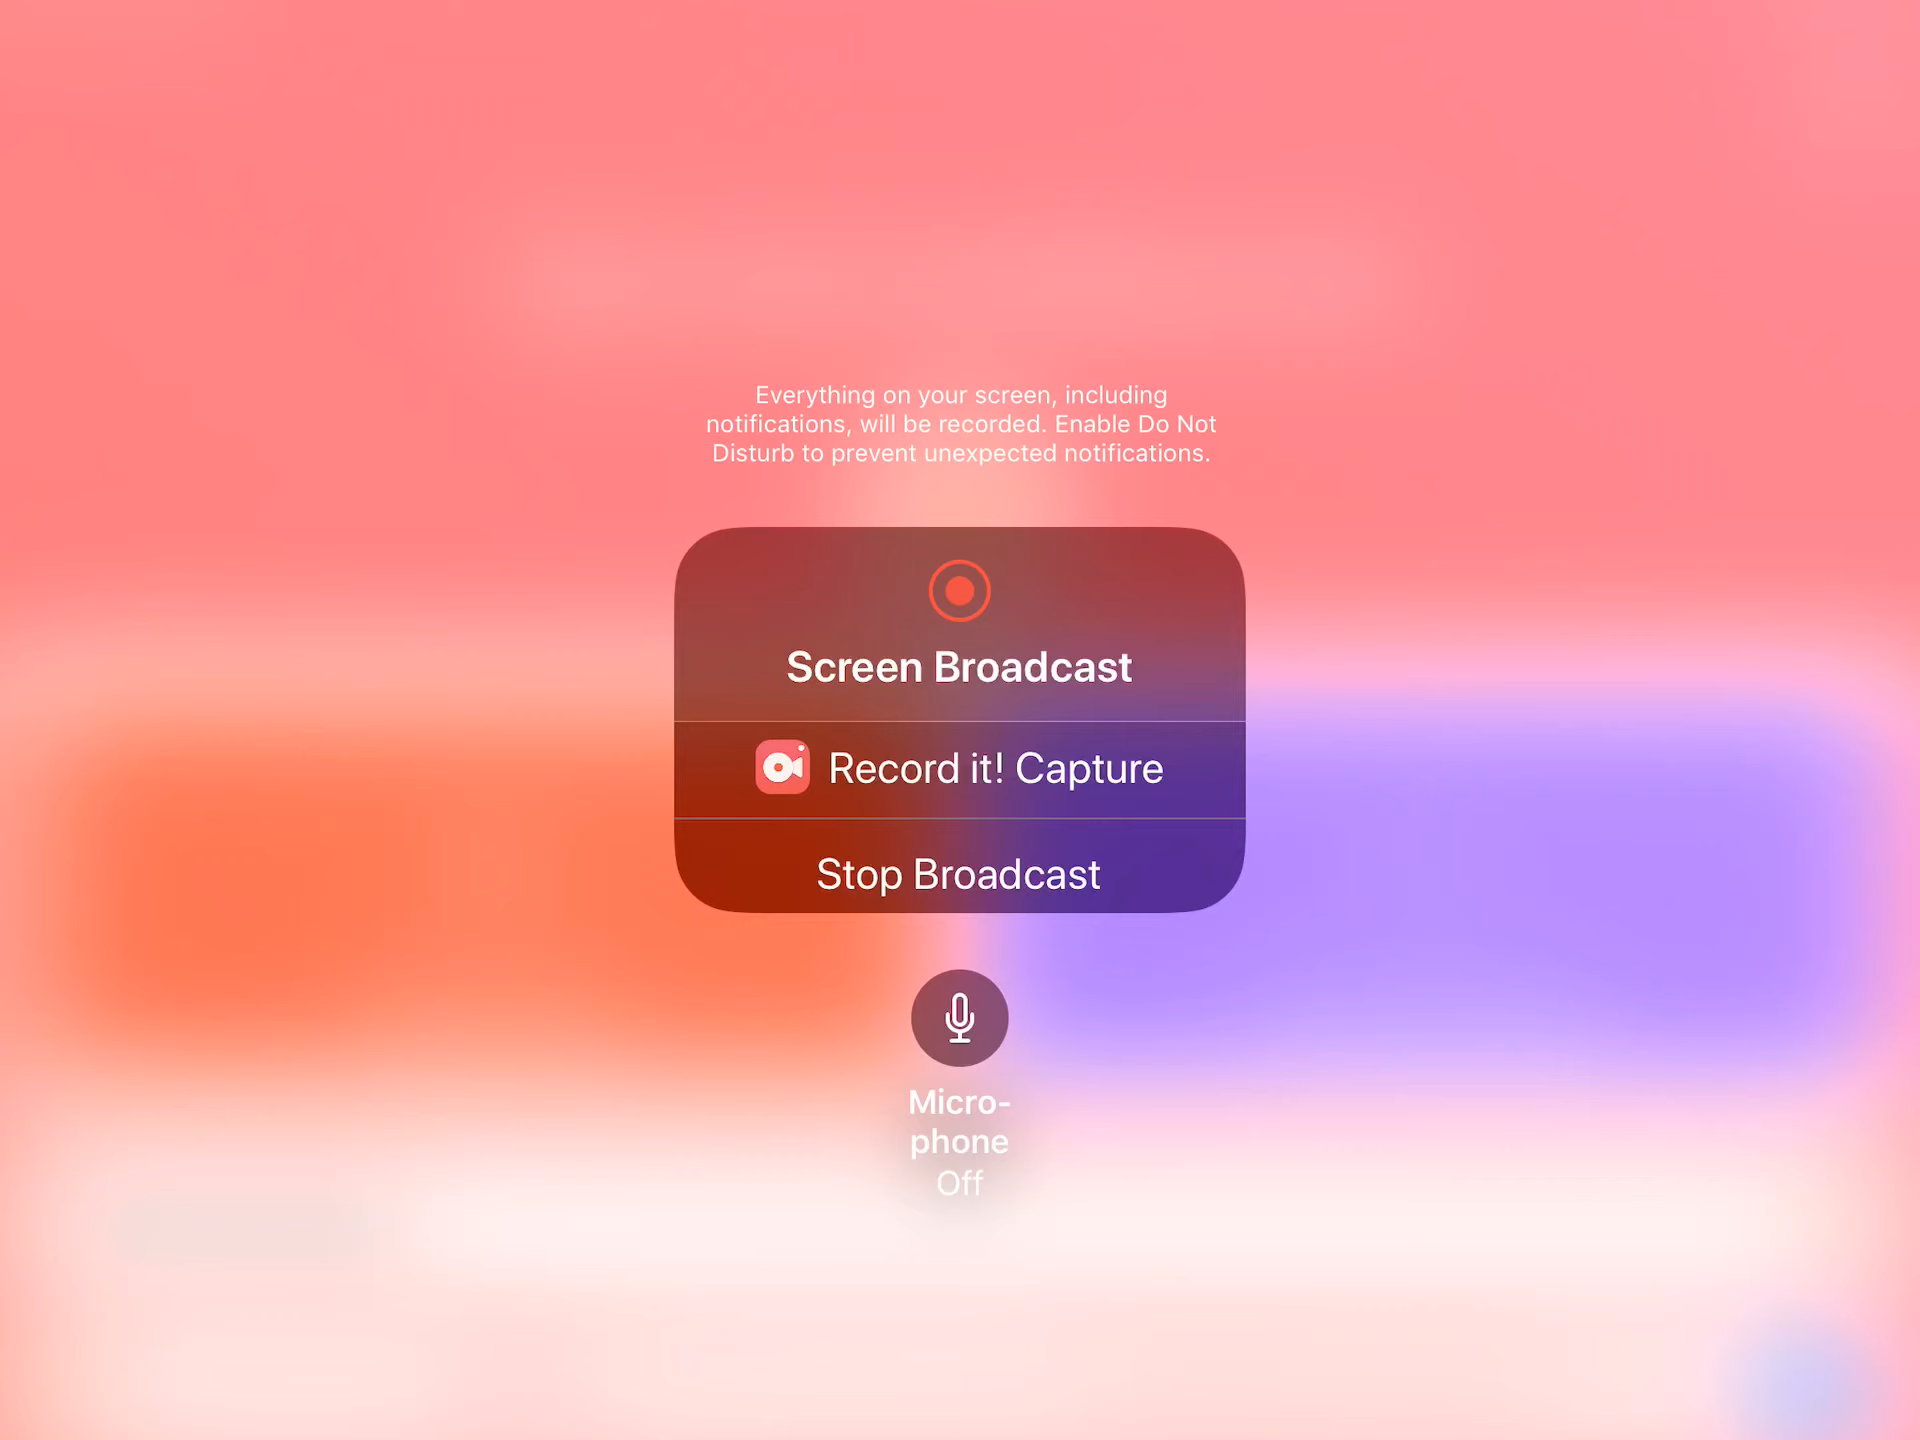 Everything on your screen, including
notifications, will be recorded. Enable Do Not
Disturb to prevent unexpected notifications.
Screen Broadcast
Record it! Capture
Stop Broadcast
Micro-
phone
Off